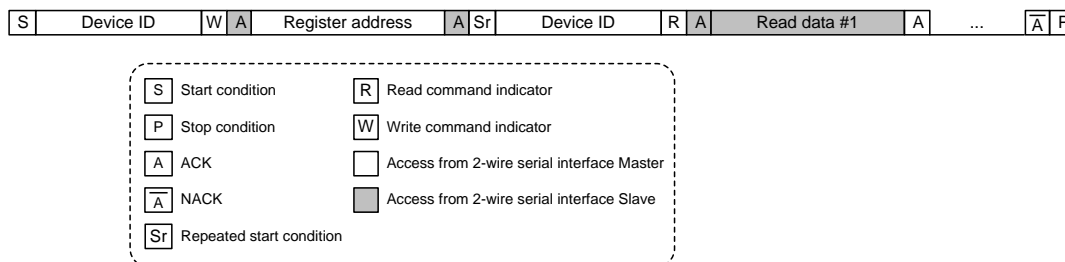 S Device ID W A Register address A Sr Device ID R A Read data #1 A ... A P
S Start condition R Read command indicator
P Stop condition W Write command indicator
A ACK Access from 2-wire serial interface Master
A NACK Access from 2-wire serial interface Slave
Sr Repeated start condition